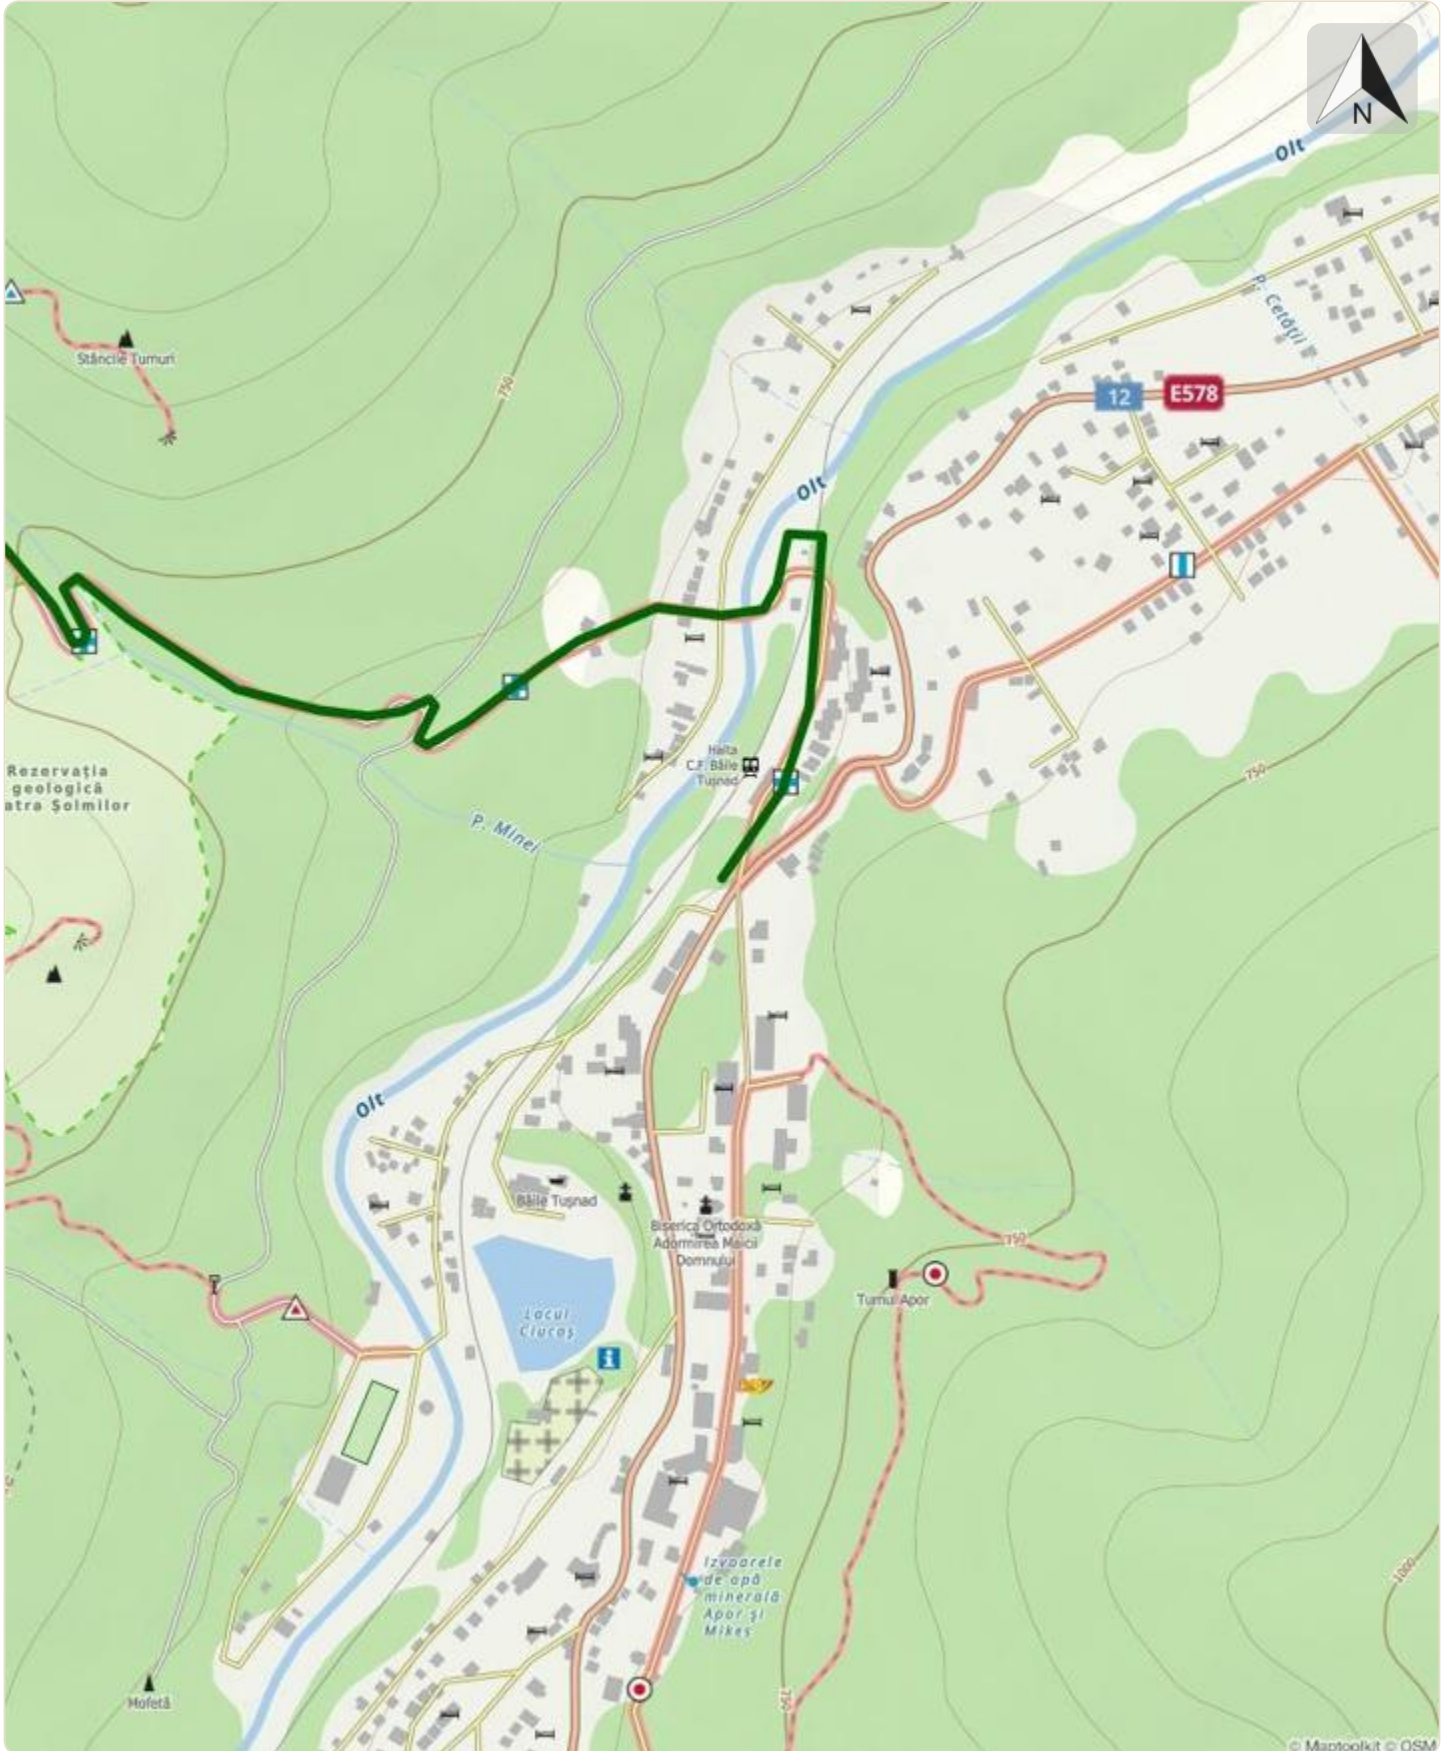 N
Olt
Stâncile Turnuri
P. Cetății
750
12
E578
Olt
Halta
C.F. Băile
Tușnad
Rezervația
geologică
atra Șoimilor
750
P. Minei
Olt
Băile Tușnad
Biserica Ortodoxă
Adormirea Maicii
Domnului
750
Turnul Apor
Lacul
Ciucaș
Izvoarele
de apă
minerală
Apor și
Mikes
1000
750
Mofetă
© Maptoolkit © OSM